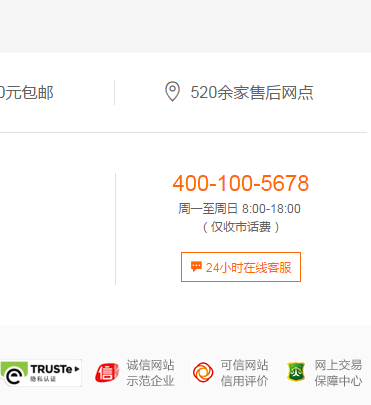 0元包邮
520余家售后网点
400-100-5678
周一至周日 8:00-18:00
（仅收市话费）
24小时在线客服
TRUSTe
隐私认证
信
诚信网站
示范企业
可信网站
信用评价
网上交易
保障中心